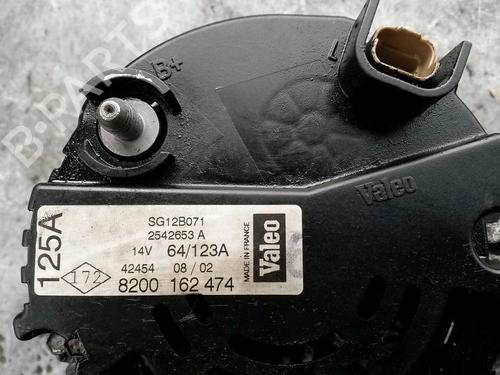 B+
L
Valeo
125A
172
SG12B071
2542653 A
14V 64/123A
42454 08 / 02
8200 162 474
Valeo
MADE IN FRANCE
B-PARTS